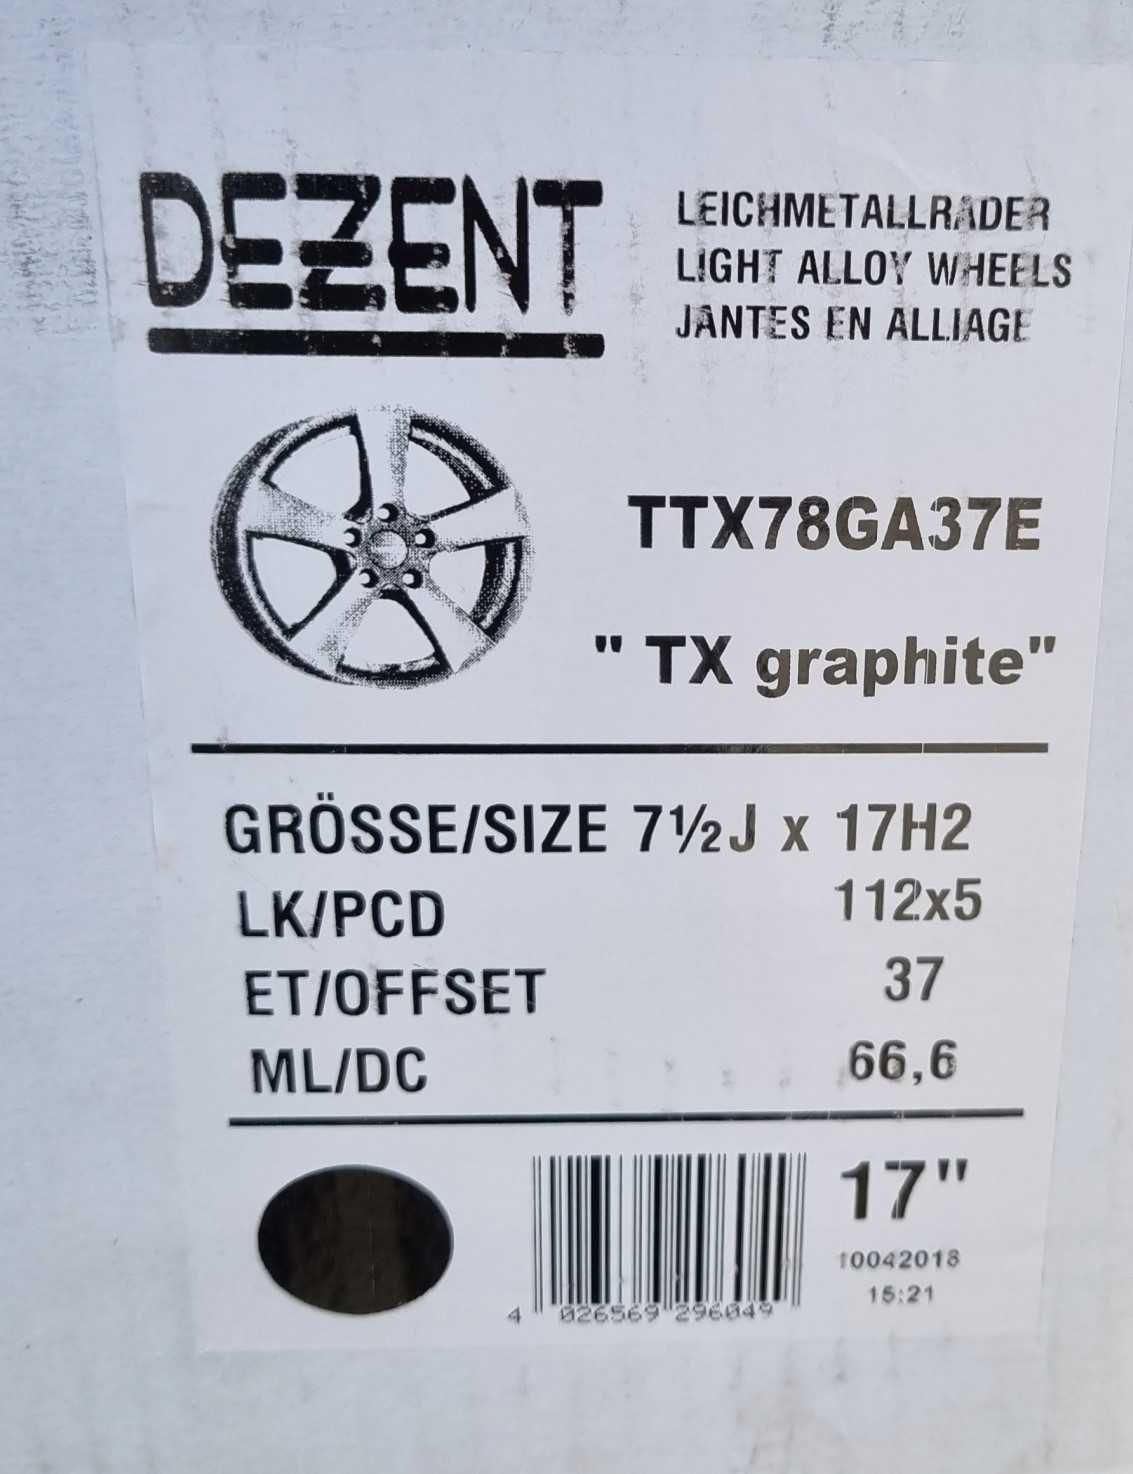 DEZENT
LEICHMETALLRÄDER
LIGHT ALLOY WHEELS
JANTES EN ALLIAGE
TTX78GA37E
" TX graphite"
GRÖSSE/SIZE 7½J x 17H2
LK/PCD 112x5
ET/OFFSET 37
ML/DC 66,6
17"
10042018
15:21
4 026569 296049